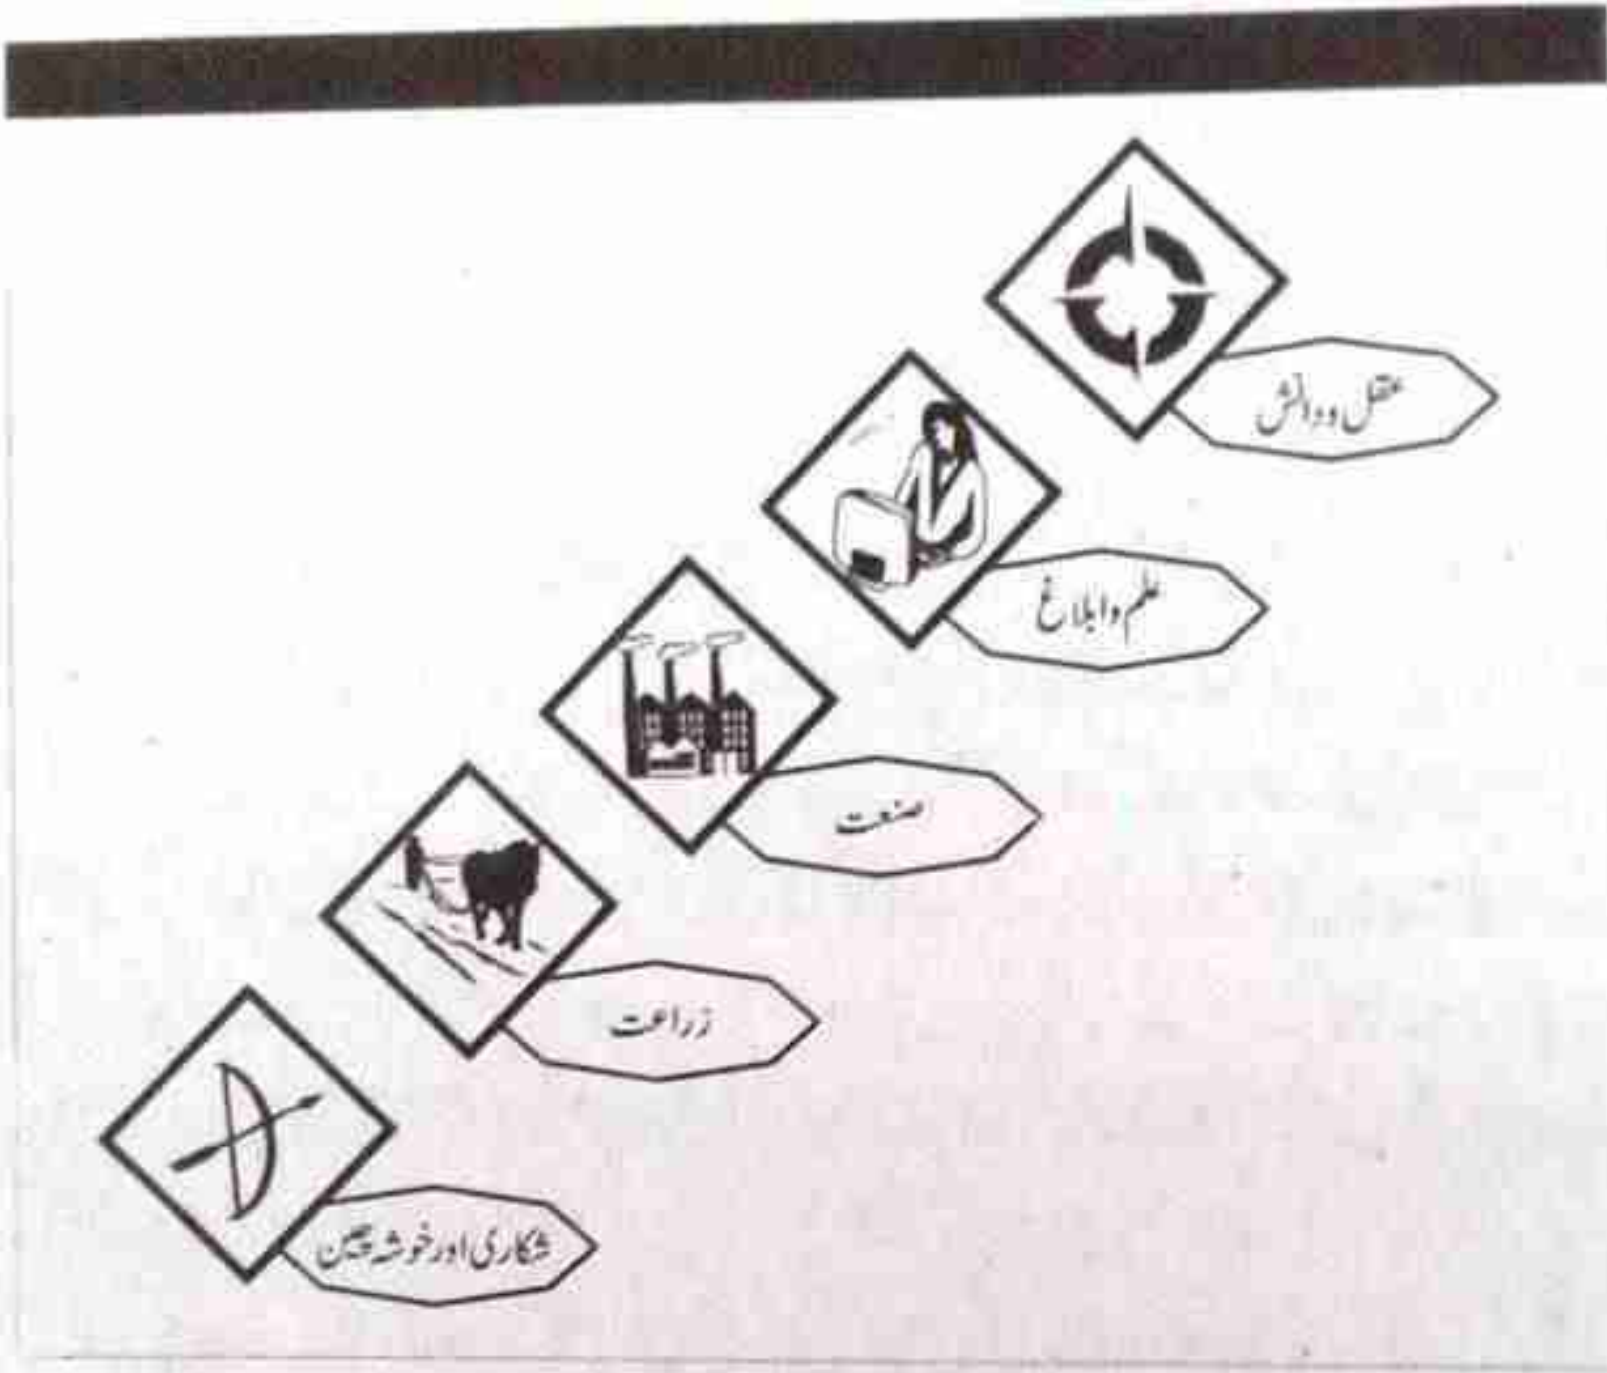 عقل و دانش
علم و ابلاغ
صنعت
زراعت
شکاری اور خوشہ چین